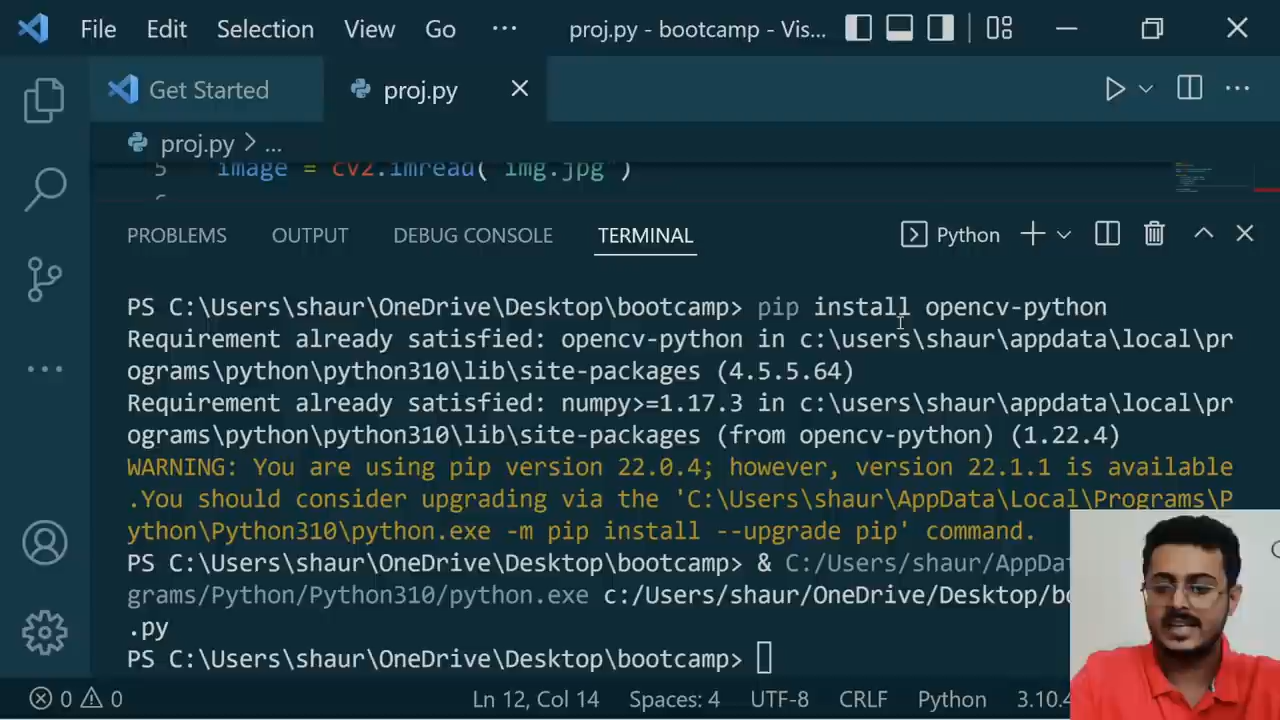 File Edit Selection View Go ··· proj.py - bootcamp - Vis...
Get Started proj.py
proj.py > ...
5 image = cv2.imread("img.jpg")
PROBLEMS OUTPUT DEBUG CONSOLE TERMINAL Python
PS C:\Users\shaur\OneDrive\Desktop\bootcamp> pip install opencv-python
Requirement already satisfied: opencv-python in c:\users\shaur\appdata\local\pr
ograms\python\python310\lib\site-packages (4.5.5.64)
Requirement already satisfied: numpy>=1.17.3 in c:\users\shaur\appdata\local\pr
ograms\python\python310\lib\site-packages (from opencv-python) (1.22.4)
WARNING: You are using pip version 22.0.4; however, version 22.1.1 is available
.You should consider upgrading via the 'C:\Users\shaur\AppData\Local\Programs\P
ython\Python310\python.exe -m pip install --upgrade pip' command.
PS C:\Users\shaur\OneDrive\Desktop\bootcamp> & C:/Users/shaur/AppDat
grams/Python/Python310/python.exe c:/Users/shaur/OneDrive/Desktop/bo
.py
PS C:\Users\shaur\OneDrive\Desktop\bootcamp>
0 0 Ln 12, Col 14 Spaces: 4 UTF-8 CRLF Python 3.10.4